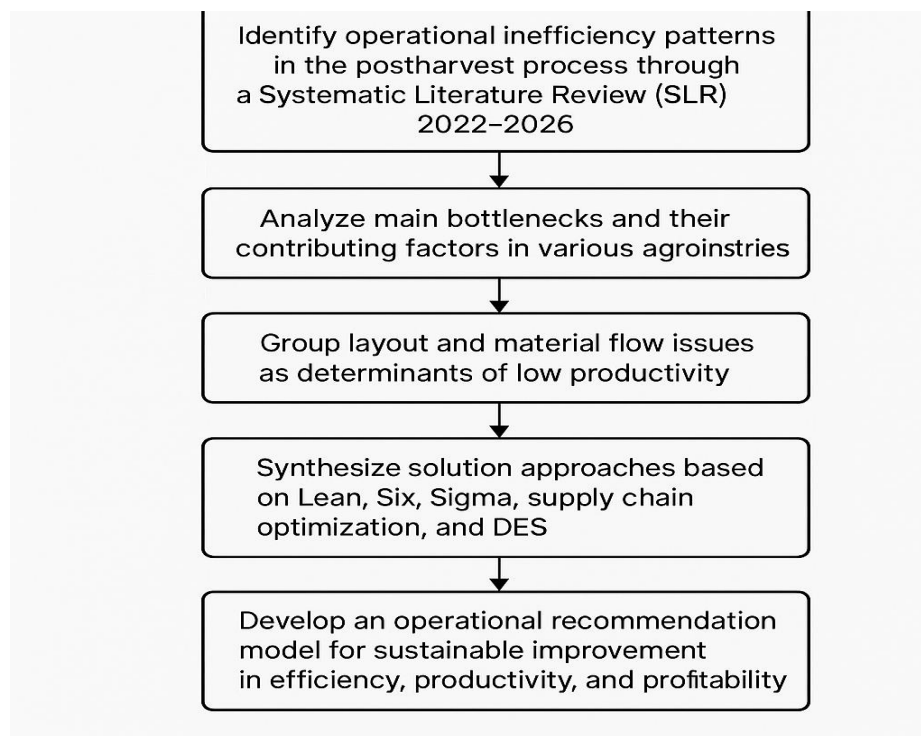 Identify operational inefficiency patterns
in the postharvest process through
a Systematic Literature Review (SLR)
2022–2026
Analyze main bottlenecks and their
contributing factors in various agroinstries
Group layout and material flow issues
as determinants of low productivity
Synthesize solution approaches based
on Lean, Six, Sigma, supply chain
optimization, and DES
Develop an operational recommendation
model for sustainable improvement
in efficiency, productivity, and profitability